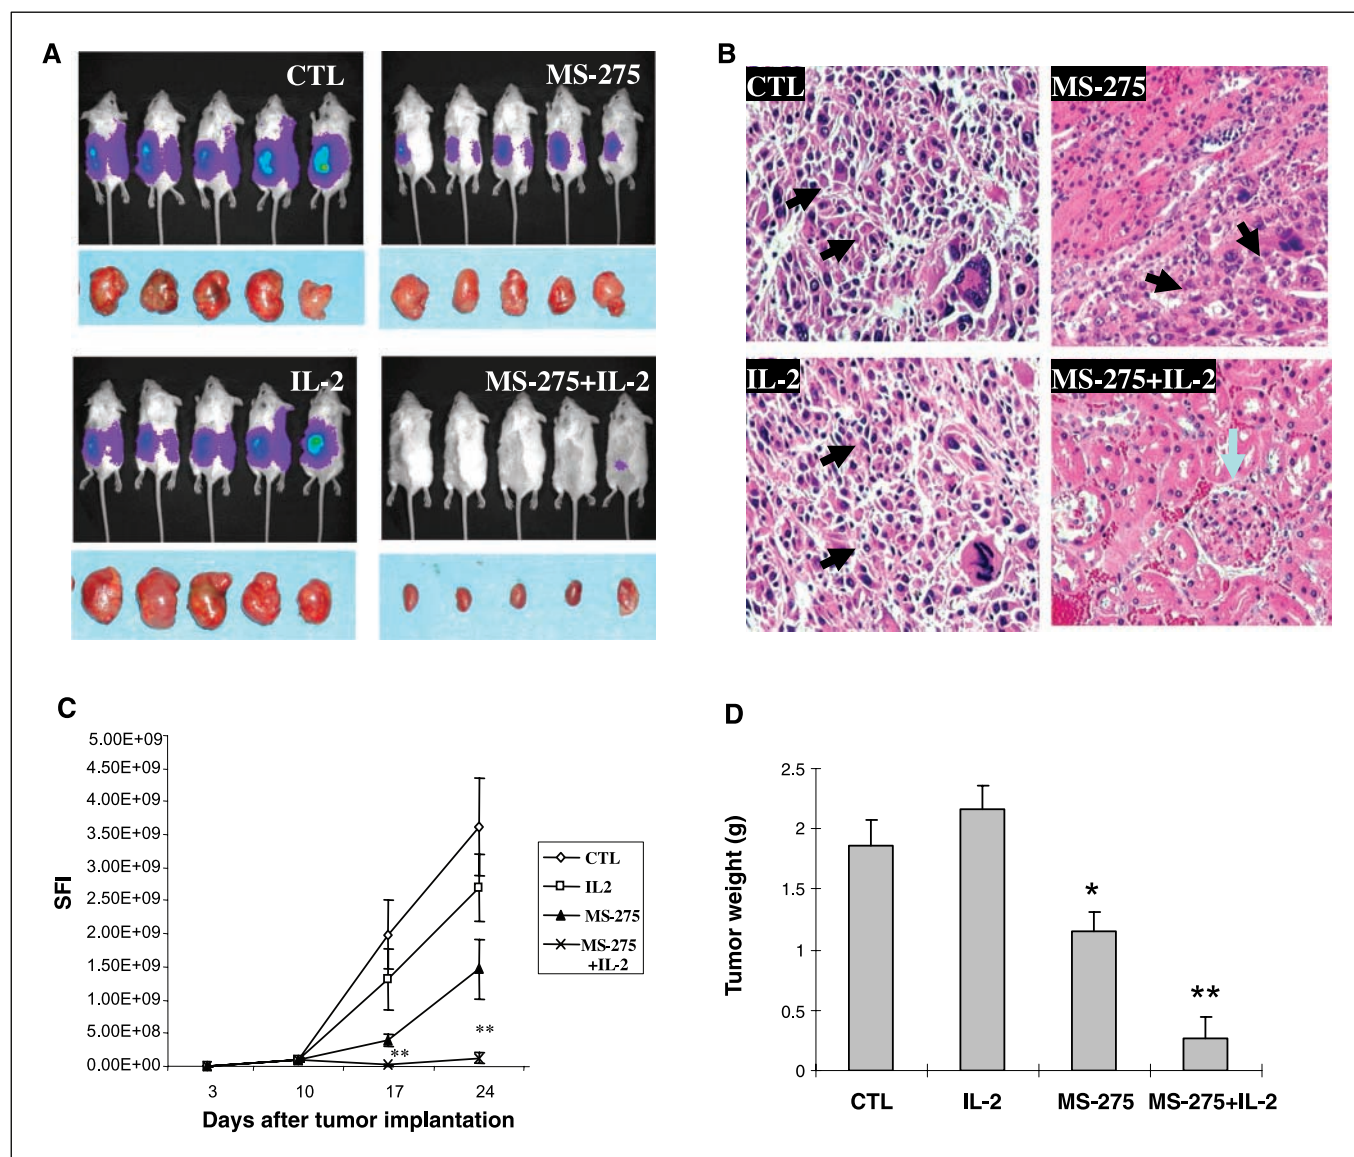 A
CTL
MS-275
IL-2
MS-275+IL-2
B
CTL
MS-275
IL-2
MS-275+IL-2
C
5.00E+09
4.50E+09
4.00E+09
3.50E+09
3.00E+09
2.50E+09
2.00E+09
1.50E+09
1.00E+09
5.00E+08
0.00E+00
SFI
3 10 17 24
Days after tumor implantation
**
**
CTL
IL2
MS-275
MS-275
+IL-2
D
2.5
2
1.5
1
0.5
0
Tumor weight (g)
*
**
CTL IL-2 MS-275 MS-275+IL-2